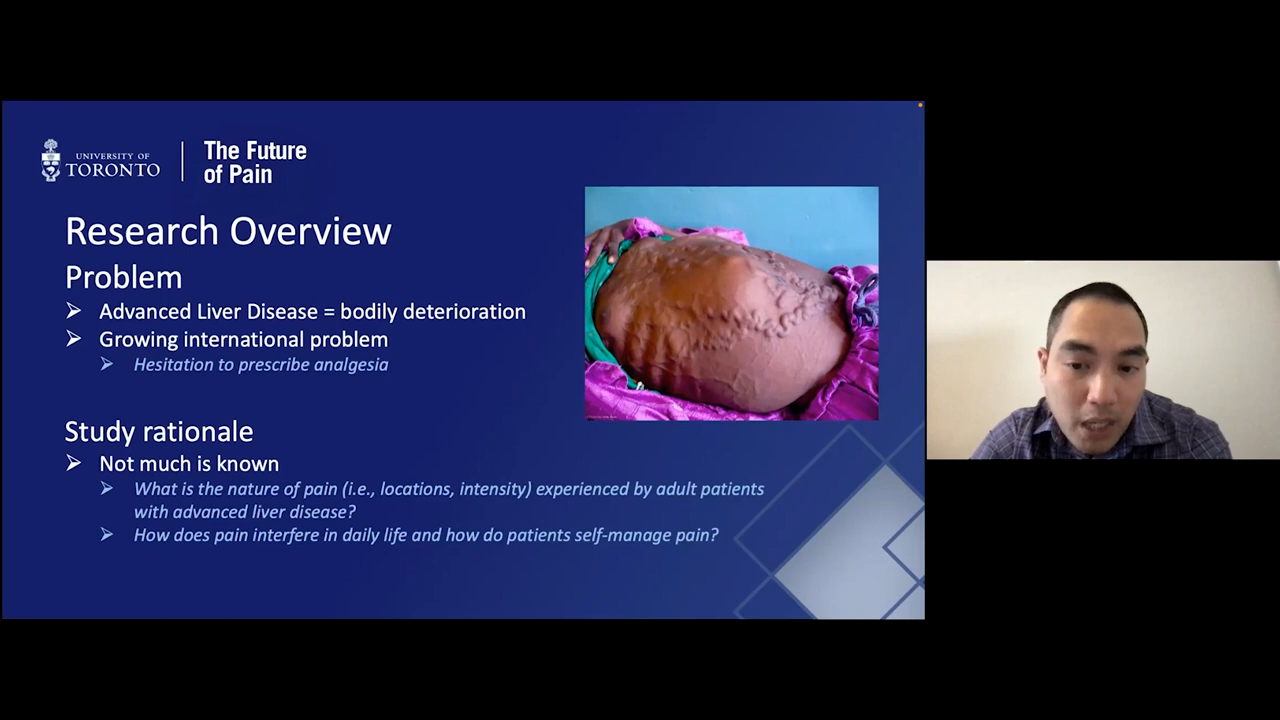 UNIVERSITY OF
TORONTO
The Future
of Pain
Research Overview
Problem
Advanced Liver Disease = bodily deterioration
Growing international problem
Hesitation to prescribe analgesia
Study rationale
Not much is known
What is the nature of pain (i.e., locations, intensity) experienced by adult patients
with advanced liver disease?
How does pain interfere in daily life and how do patients self-manage pain?